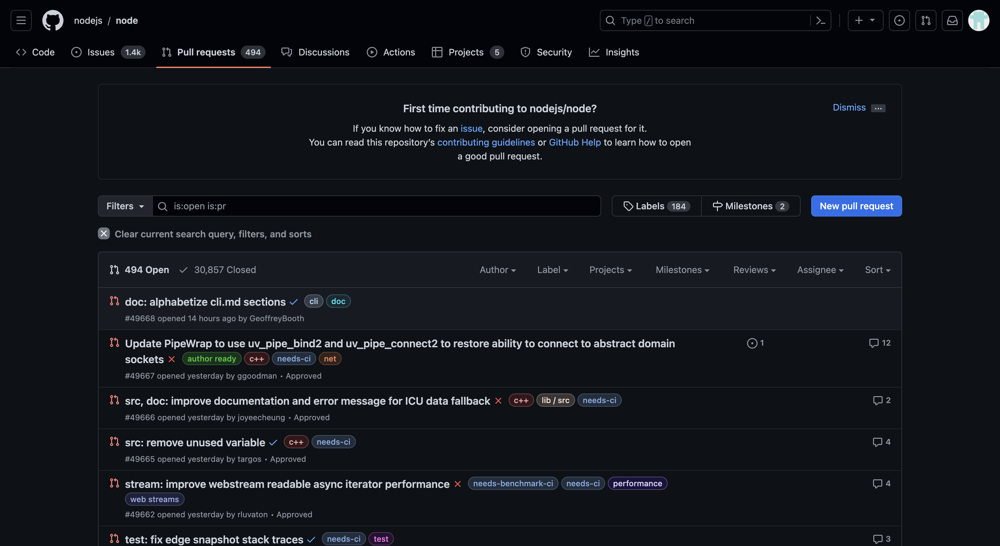 nodejs / node
Type / to search
Code Issues 1.4k Pull requests 494 Discussions Actions Projects 5 Security Insights
First time contributing to nodejs/node?
Dismiss ...
If you know how to fix an issue, consider opening a pull request for it.
You can read this repository’s contributing guidelines or GitHub Help to learn how to open
a good pull request.
Filters is:open is:pr Labels 184 Milestones 2 New pull request
Clear current search query, filters, and sorts
494 Open 30,857 Closed Author Label Projects Milestones Reviews Assignee Sort
doc: alphabetize cli.md sections cli doc
#49668 opened 14 hours ago by GeoffreyBooth
Update PipeWrap to use uv_pipe_bind2 and uv_pipe_connect2 to restore ability to connect to abstract domain 1 12
sockets author ready c++ needs-ci net
#49667 opened yesterday by ggoodman • Approved
src, doc: improve documentation and error message for ICU data fallback c++ lib / src needs-ci 2
#49666 opened yesterday by joyeecheung • Approved
src: remove unused variable c++ needs-ci 4
#49665 opened yesterday by targos • Approved
stream: improve webstream readable async iterator performance needs-benchmark-ci needs-ci performance 4
web streams
#49662 opened yesterday by rluvaton • Approved
test: fix edge snapshot stack traces needs-ci test 3